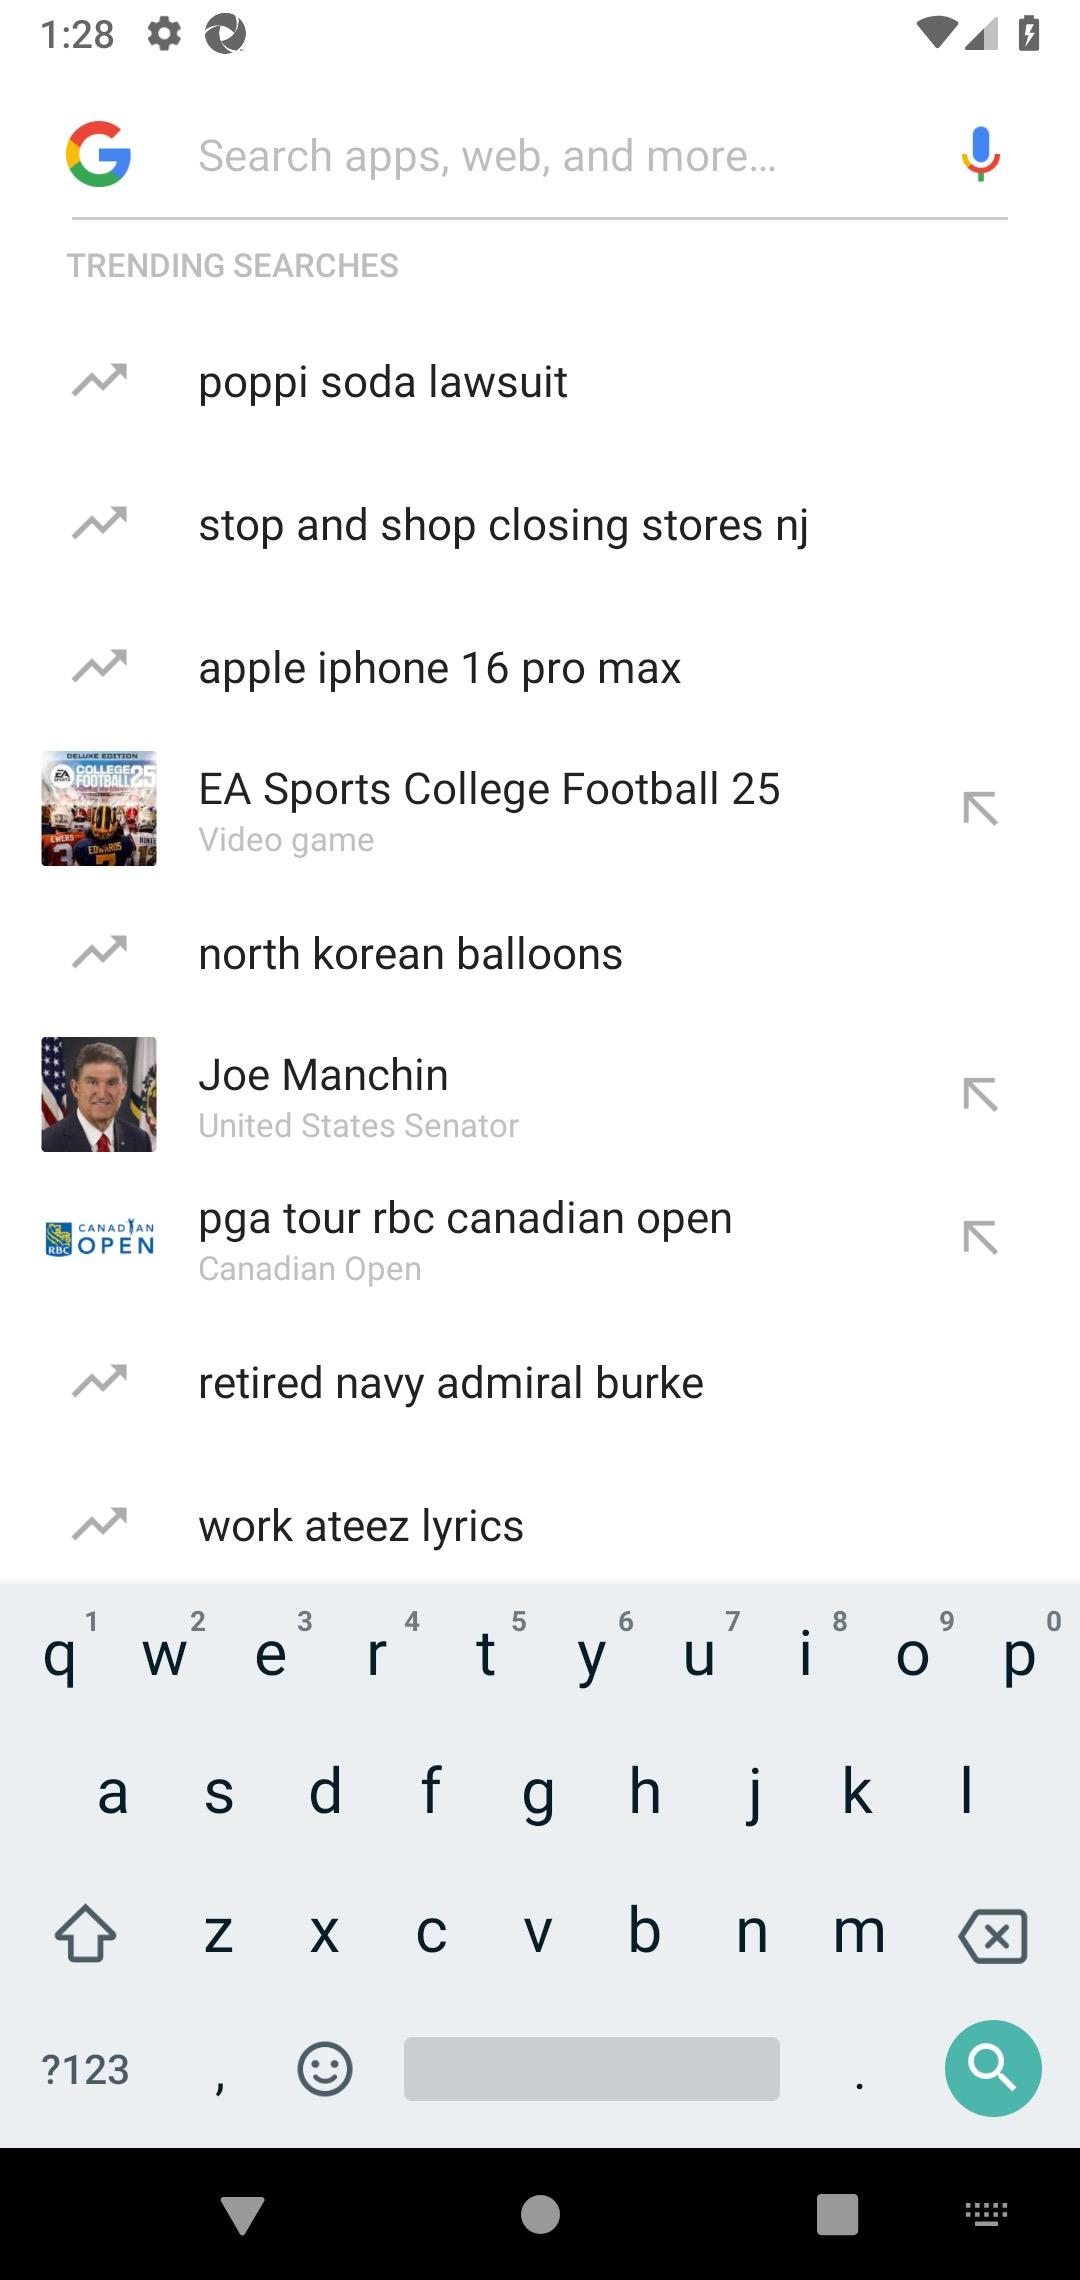 1:28
Search apps, web, and more...
TRENDING SEARCHES
poppi soda lawsuit
stop and shop closing stores nj
apple iphone 16 pro max
DELUXE EDITION
EA COLLEGE
FOOTBALL 25
EWERS
EDWARDS
EA Sports College Football 25
Video game
north korean balloons
Joe Manchin
United States Senator
RBC CANADIAN
OPEN
pga tour rbc canadian open
Canadian Open
retired navy admiral burke
work ateez lyrics
1 2 3 4 5 6 7 8 9 0
q w e r t y u i o p
a s d f g h j k l
z x c v b n m
?123 , .